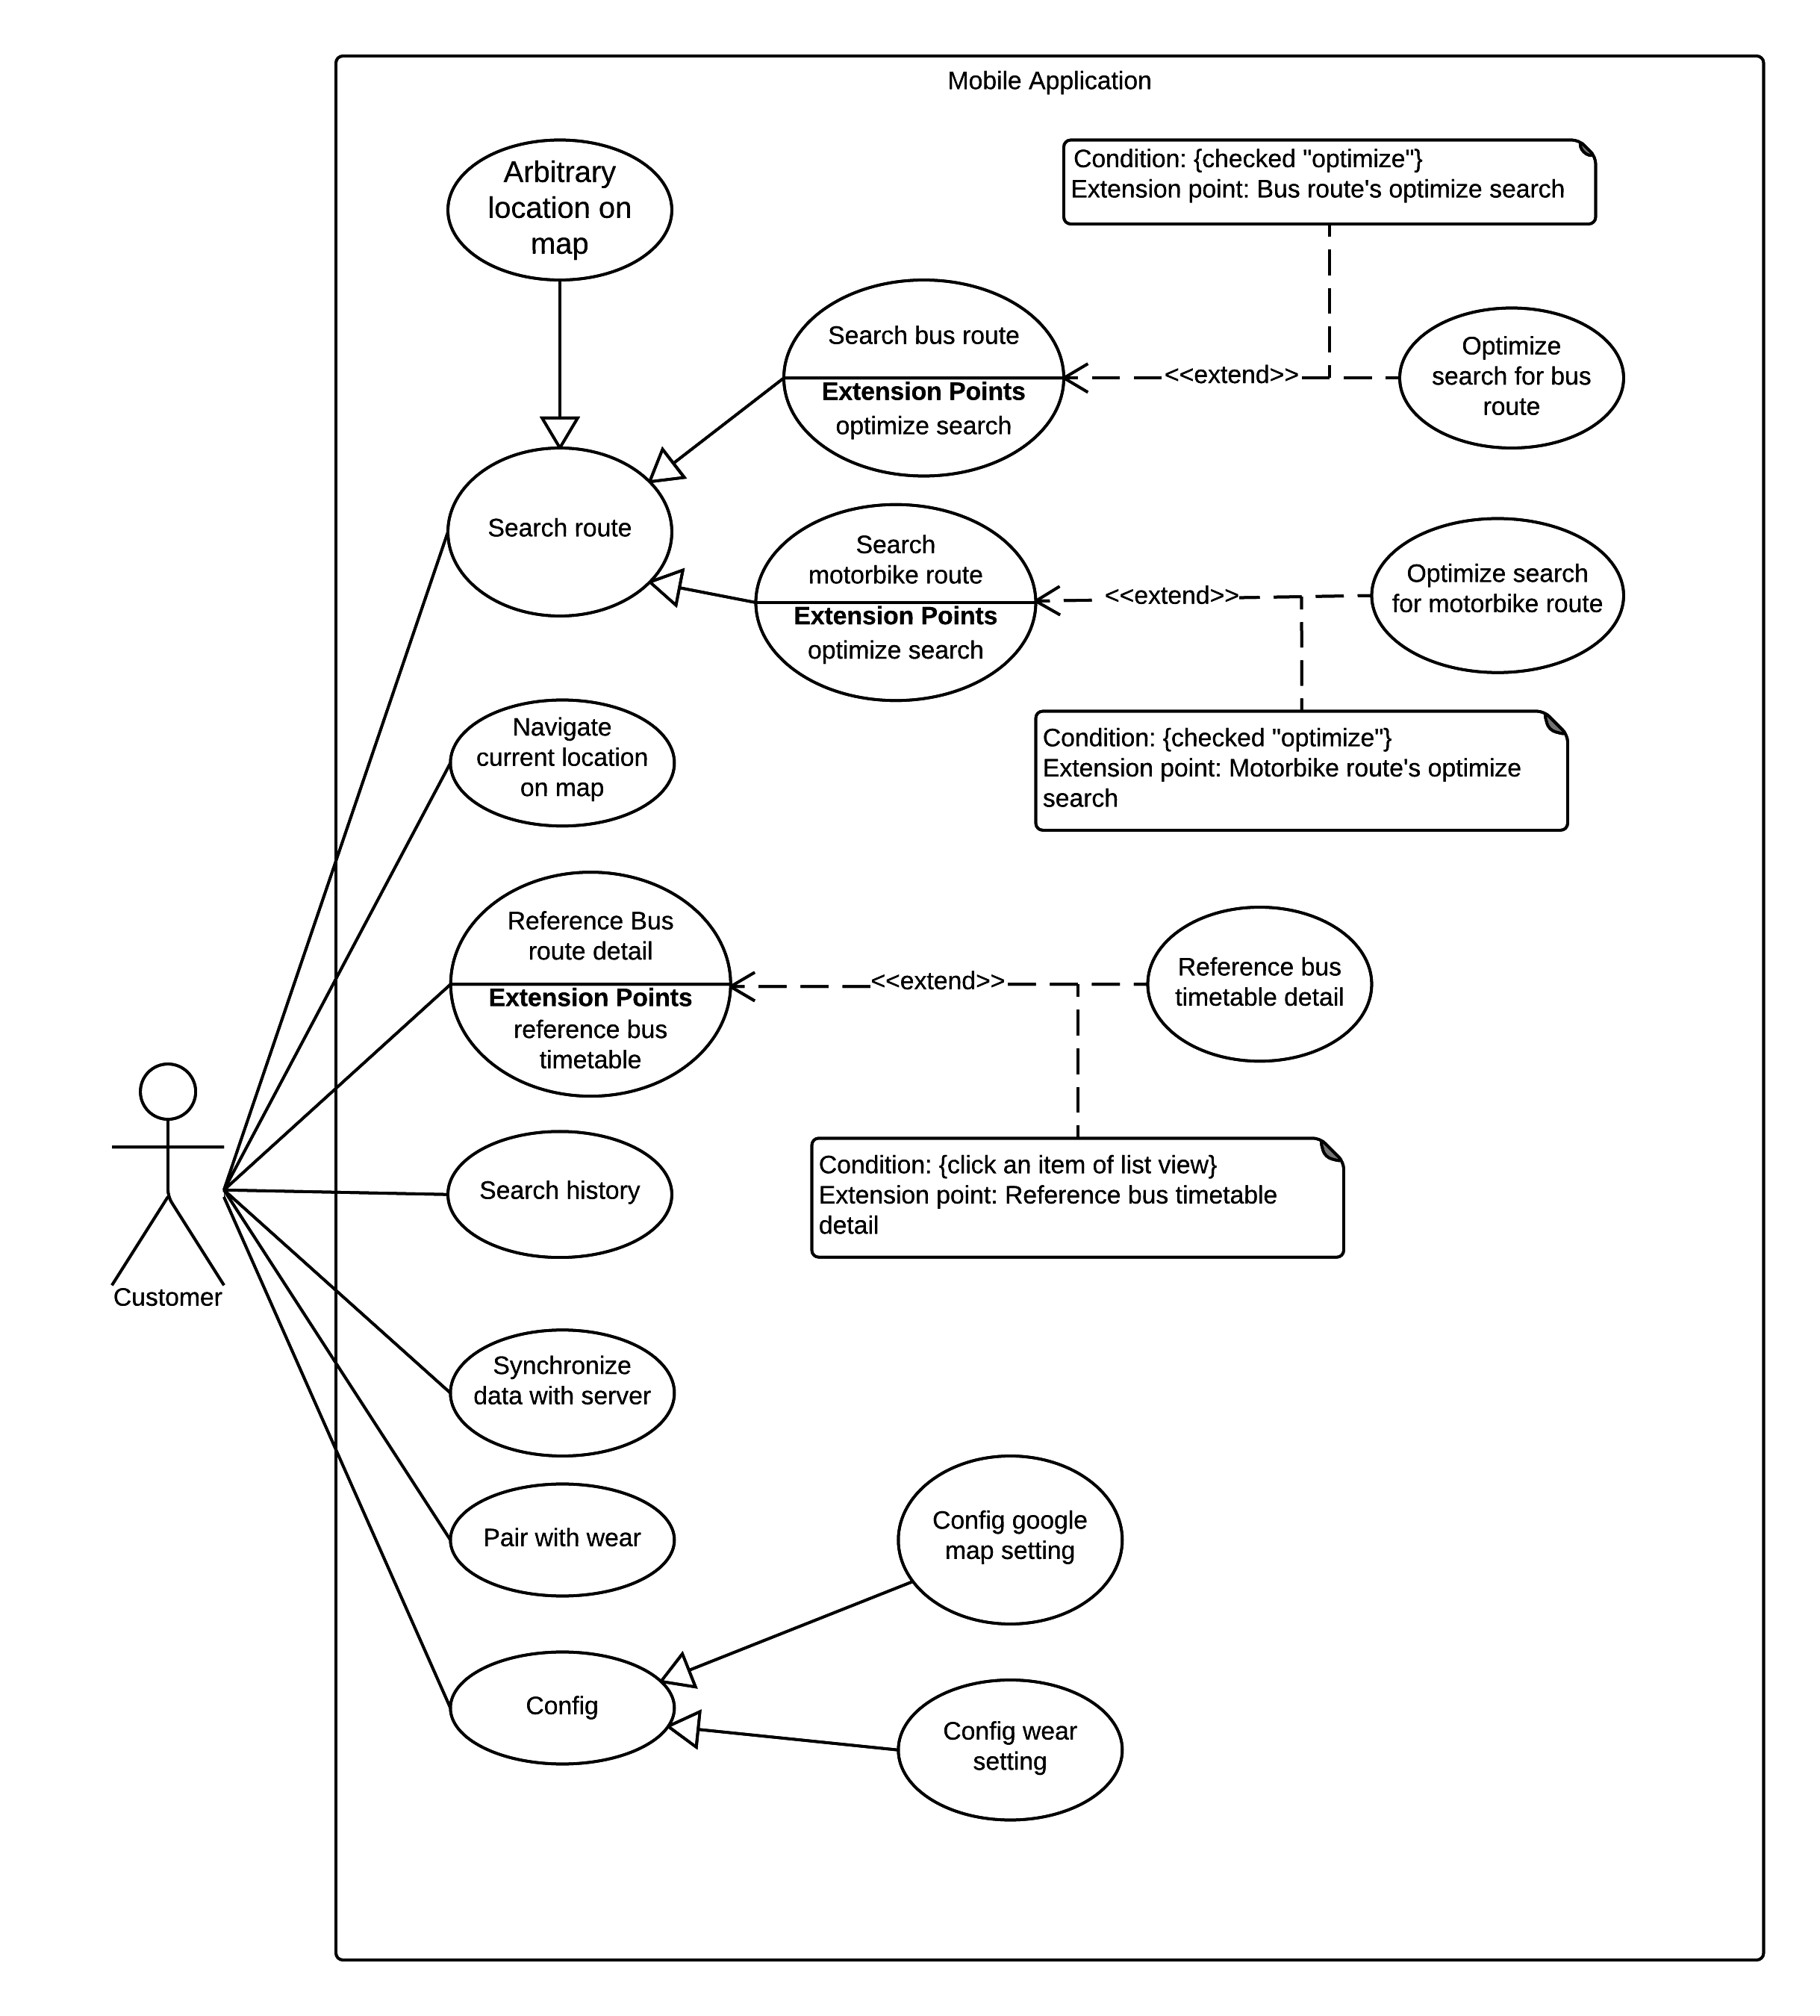 Mobile Application
Arbitrary
location on
map
Condition: {checked "optimize"}
Extension point: Bus route's optimize search
Search bus route
Extension Points
optimize search
<<extend>>
Optimize
search for bus
route
Search route
Search
motorbike route
Extension Points
optimize search
<<extend>>
Optimize search
for motorbike route
Condition: {checked "optimize"}
Extension point: Motorbike route's optimize
search
Navigate
current location
on map
Reference Bus
route detail
Extension Points
reference bus
timetable
<<extend>>
Reference bus
timetable detail
Condition: {click an item of list view}
Extension point: Reference bus timetable
detail
Customer
Search history
Synchronize
data with server
Pair with wear
Config google
map setting
Config
Config wear
setting